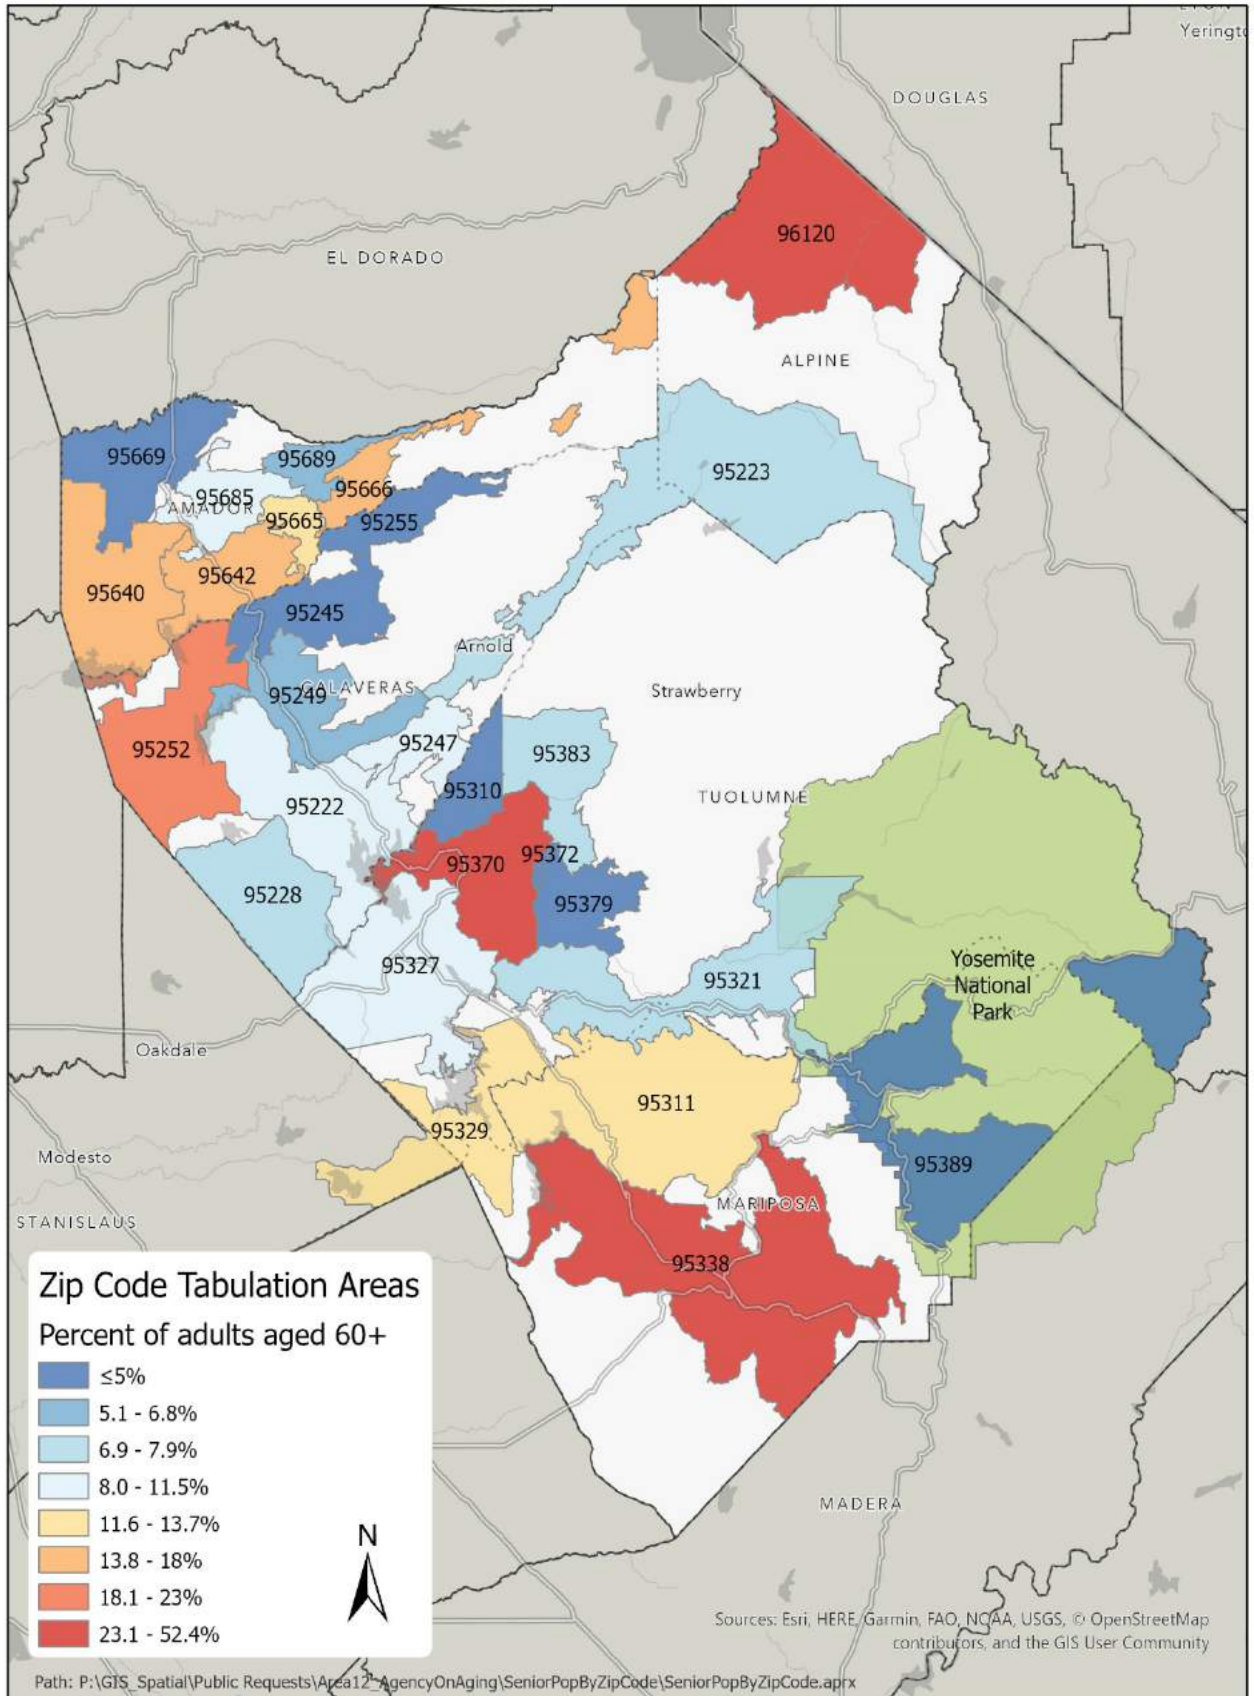 Yeringto
DOUGLAS
96120
EL DORADO
ALPINE
95669
95689
95223
95666
95685
AMADOR
95665
95255
95642
95640
95245
Arnold
95249
CALAVERAS
Strawberry
95247
95252
95383
95310
TUOLUMNE
95222
95372
95370
95228
95379
Yosemite
National
Park
95327
95321
Oakdale
95311
95329
Modesto
95389
MARIPOSA
STANISLAUS
95338
Zip Code Tabulation Areas
Percent of adults aged 60+
≤5%
5.1 - 6.8%
6.9 - 7.9%
8.0 - 11.5%
11.6 - 13.7%
13.8 - 18%
18.1 - 23%
23.1 - 52.4%
N
MADERA
Sources: Esri, HERE, Garmin, FAO, NOAA, USGS, © OpenStreetMap
contributors, and the GIS User Community
Path: P:\GIS_Spatial\Public Requests\Area12_AgencyOnAging\SeniorPopByZipCode\SeniorPopByZipCode.aprx